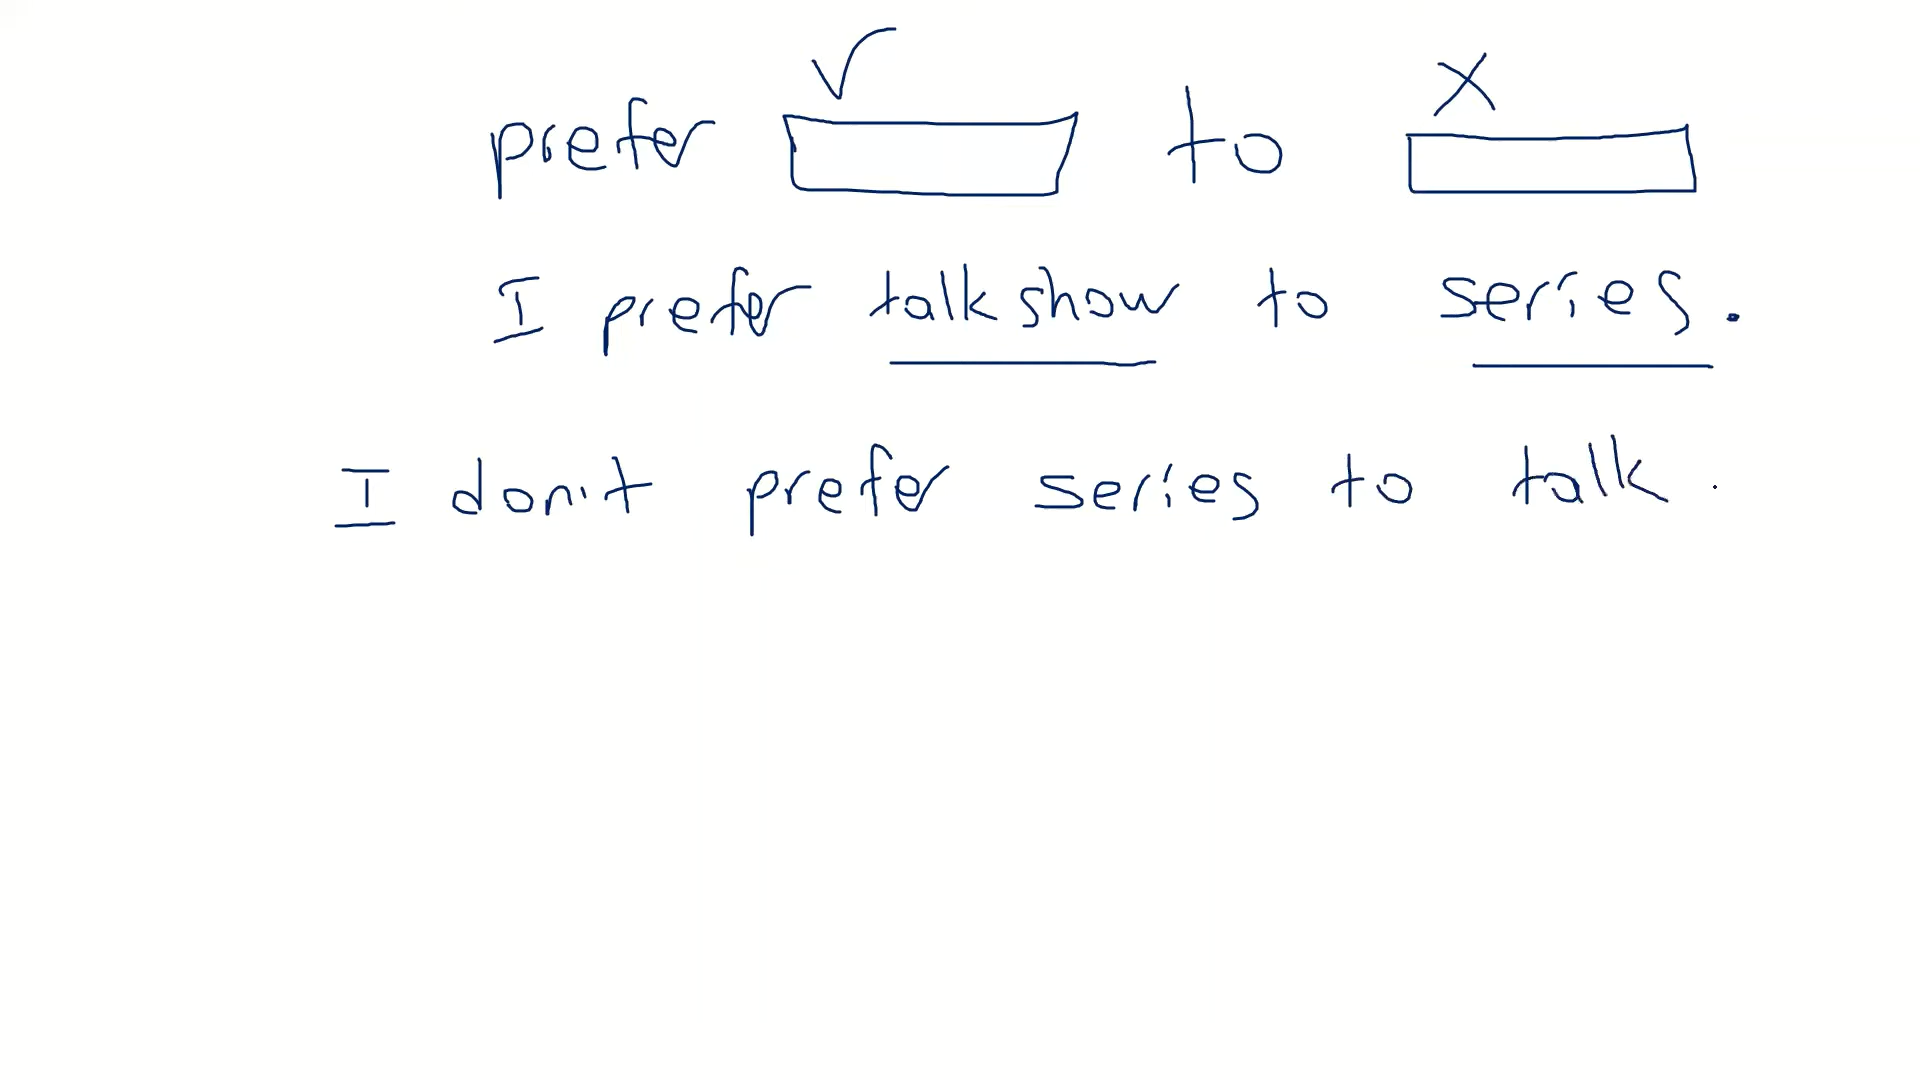 prefer to
I prefer talk show to series.
I don't prefer series to talk.